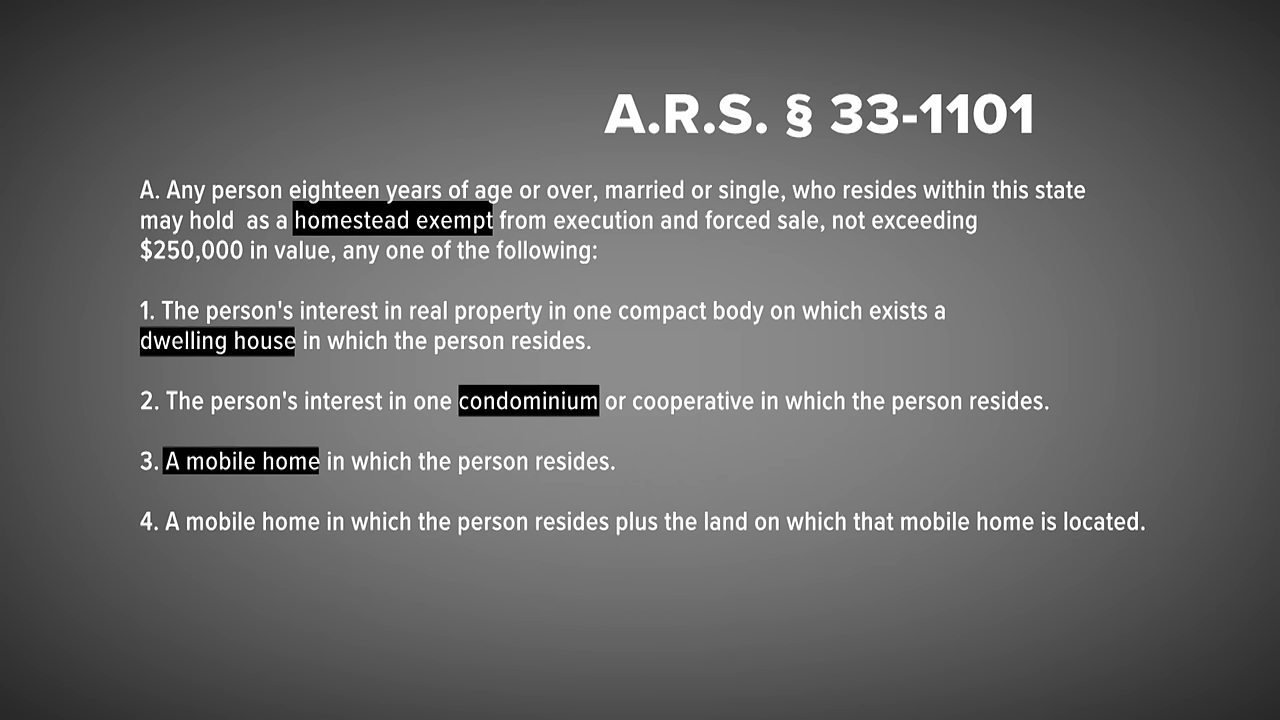 A.R.S. § 33-1101
A. Any person eighteen years of age or over, married or single, who resides within this state
may hold  as a homestead exempt from execution and forced sale, not exceeding
$250,000 in value, any one of the following:
1. The person's interest in real property in one compact body on which exists a
dwelling house in which the person resides.
2. The person's interest in one condominium or cooperative in which the person resides.
3. A mobile home in which the person resides.
4. A mobile home in which the person resides plus the land on which that mobile home is located.